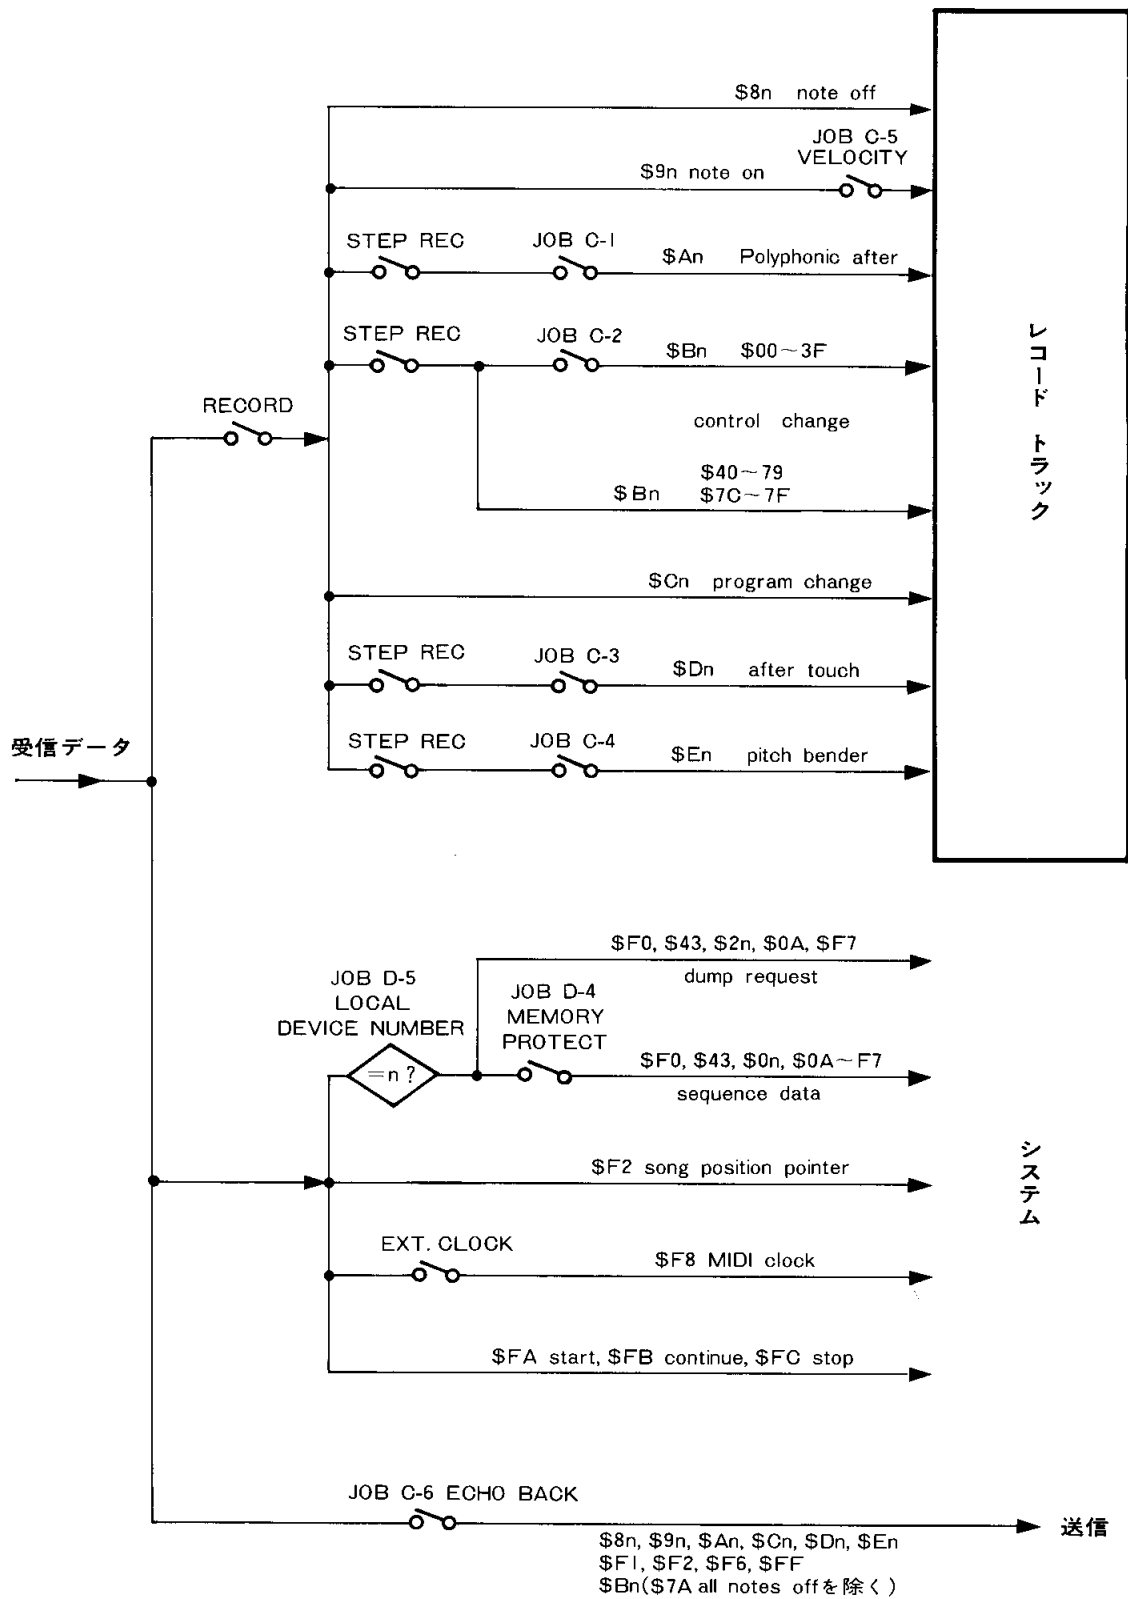 $8n note off
JOB C-5
VELOCITY
$9n note on
STEP REC
JOB C-1
$An Polyphonic after
STEP REC
JOB C-2
$Bn $00~3F
control change
RECORD
$40~79
$Bn $7C~7F
$Cn program change
STEP REC
JOB C-3
$Dn after touch
STEP REC
JOB C-4
$En pitch bender
レコード トラック
受信データ
$F0, $43, $2n, $0A, $F7
dump request
JOB D-5
LOCAL
DEVICE NUMBER
=n?
JOB D-4
MEMORY
PROTECT
$F0, $43, $0n, $0A~F7
sequence data
$F2 song position pointer
EXT. CLOCK
$F8 MIDI clock
$FA start, $FB continue, $FC stop
システム
JOB C-6 ECHO BACK
送信
$8n, $9n, $An, $Cn, $Dn, $En
$F1, $F2, $F6, $FF
$Bn($7A all notes offを除く)